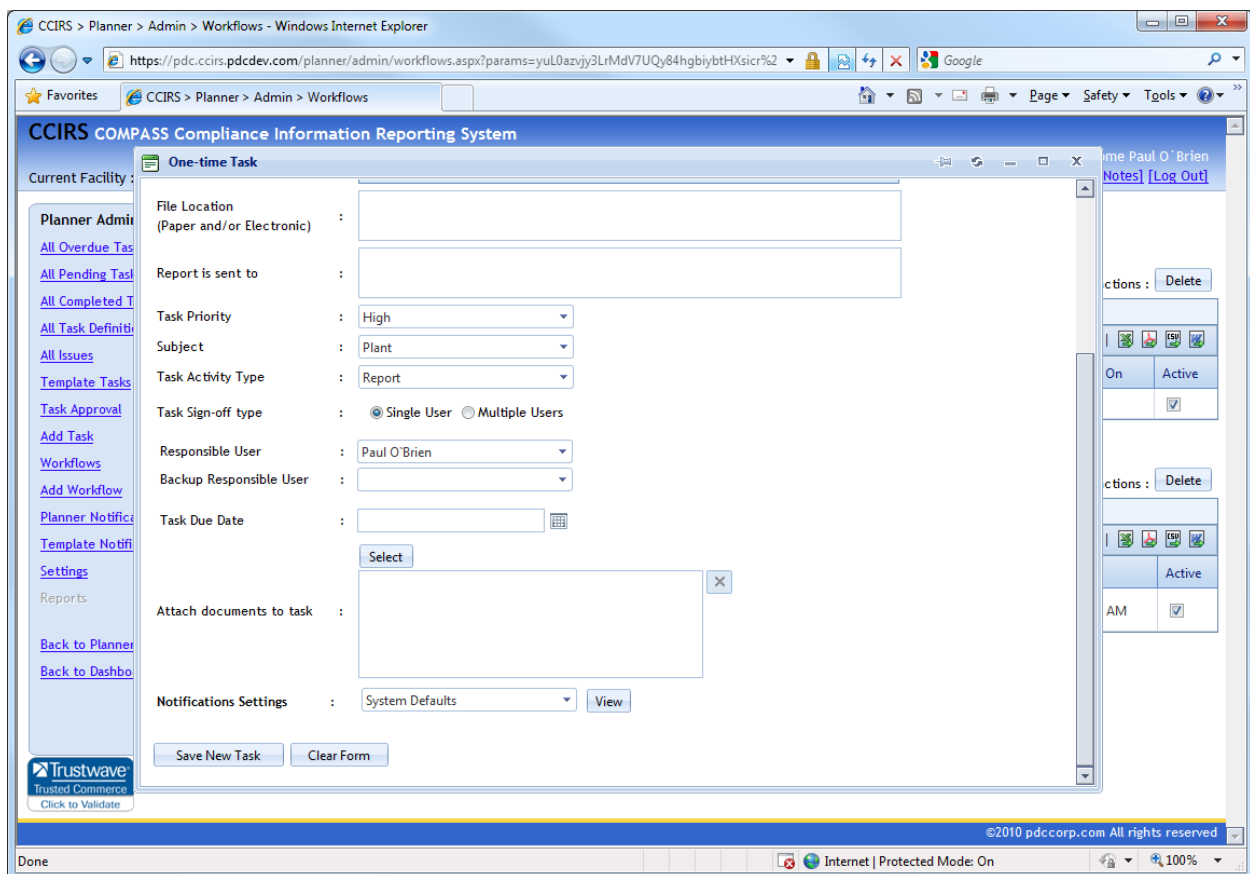 CCIRS > Planner > Admin > Workflows - Windows Internet Explorer
https://pdc.ccirs.pdcdev.com/planner/admin/workflows.aspx?params=yuL0azvjy3LrMdV7UQy84hgbiybtHXsicr%2
Google
Favorites
CCIRS > Planner > Admin > Workflows
Page
Safety
Tools
CCIRS COMPASS Compliance Information Reporting System
ome Paul O`Brien
Current Facility :
Notes] [Log Out]
One-time Task
Planner Admin
All Overdue Tas
All Pending Task
All Completed T
All Task Definitio
All Issues
Template Tasks
Task Approval
Add Task
Workflows
Add Workflow
Planner Notifica
Template Notifi
Settings
Reports
Back to Planner
Back to Dashbo
Trustwave
Trusted Commerce
Click to Validate
File Location
(Paper and/or Electronic) :
Report is sent to :
Task Priority : High
Subject : Plant
Task Activity Type : Report
Task Sign-off type : Single User Multiple Users
Responsible User : Paul O`Brien
Backup Responsible User :
Task Due Date :
Select
Attach documents to task :
Notifications Settings : System Defaults View
Save New Task Clear Form
ctions : Delete
CSV
On Active
ctions : Delete
CSV
Active
AM
©2010 pdccorp.com All rights reserved
Done
Internet | Protected Mode: On
100%